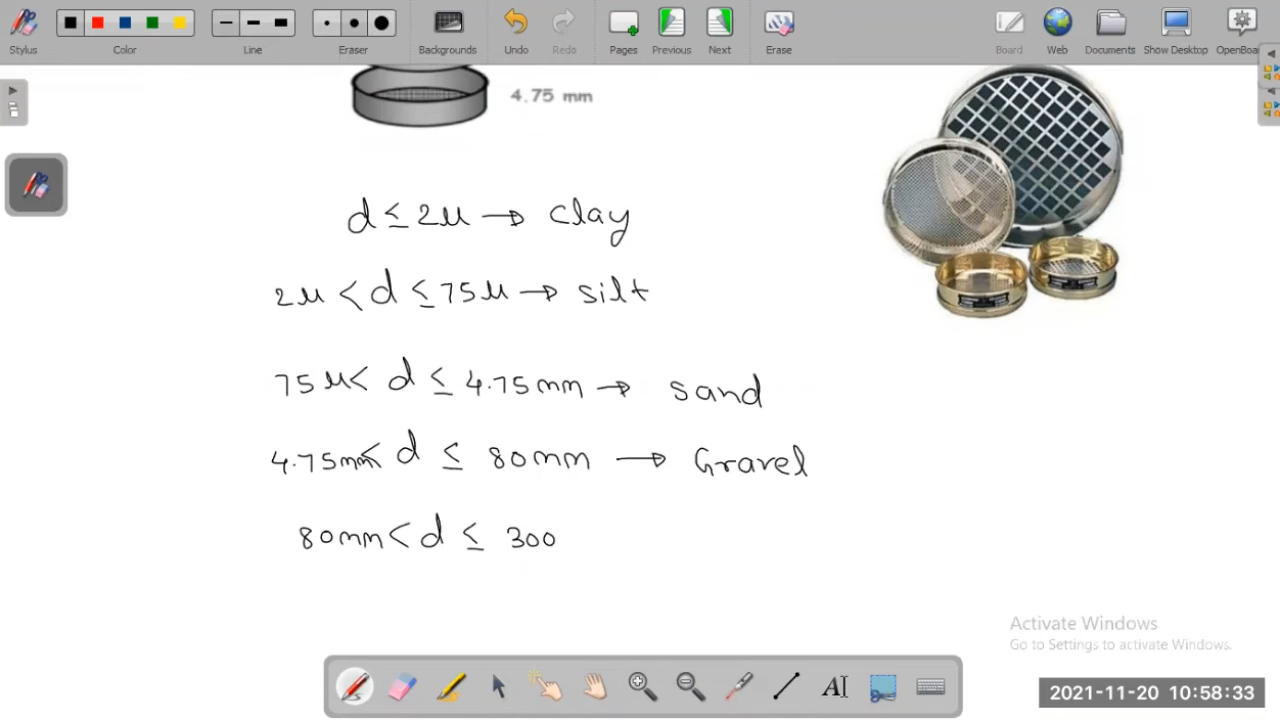 Stylus Color Line Eraser Backgrounds Undo Redo Pages Previous Next Erase Board Web Documents Show Desktop OpenBoa
4.75 mm
d ≤ 2μ → clay
2μ < d ≤ 75μ → silt
75μ < d ≤ 4.75mm → sand
4.75mm < d ≤ 80mm → Gravel
80mm < d ≤ 300
Activate Windows
Go to Settings to activate Windows.
AI
2021-11-20 10:58:33